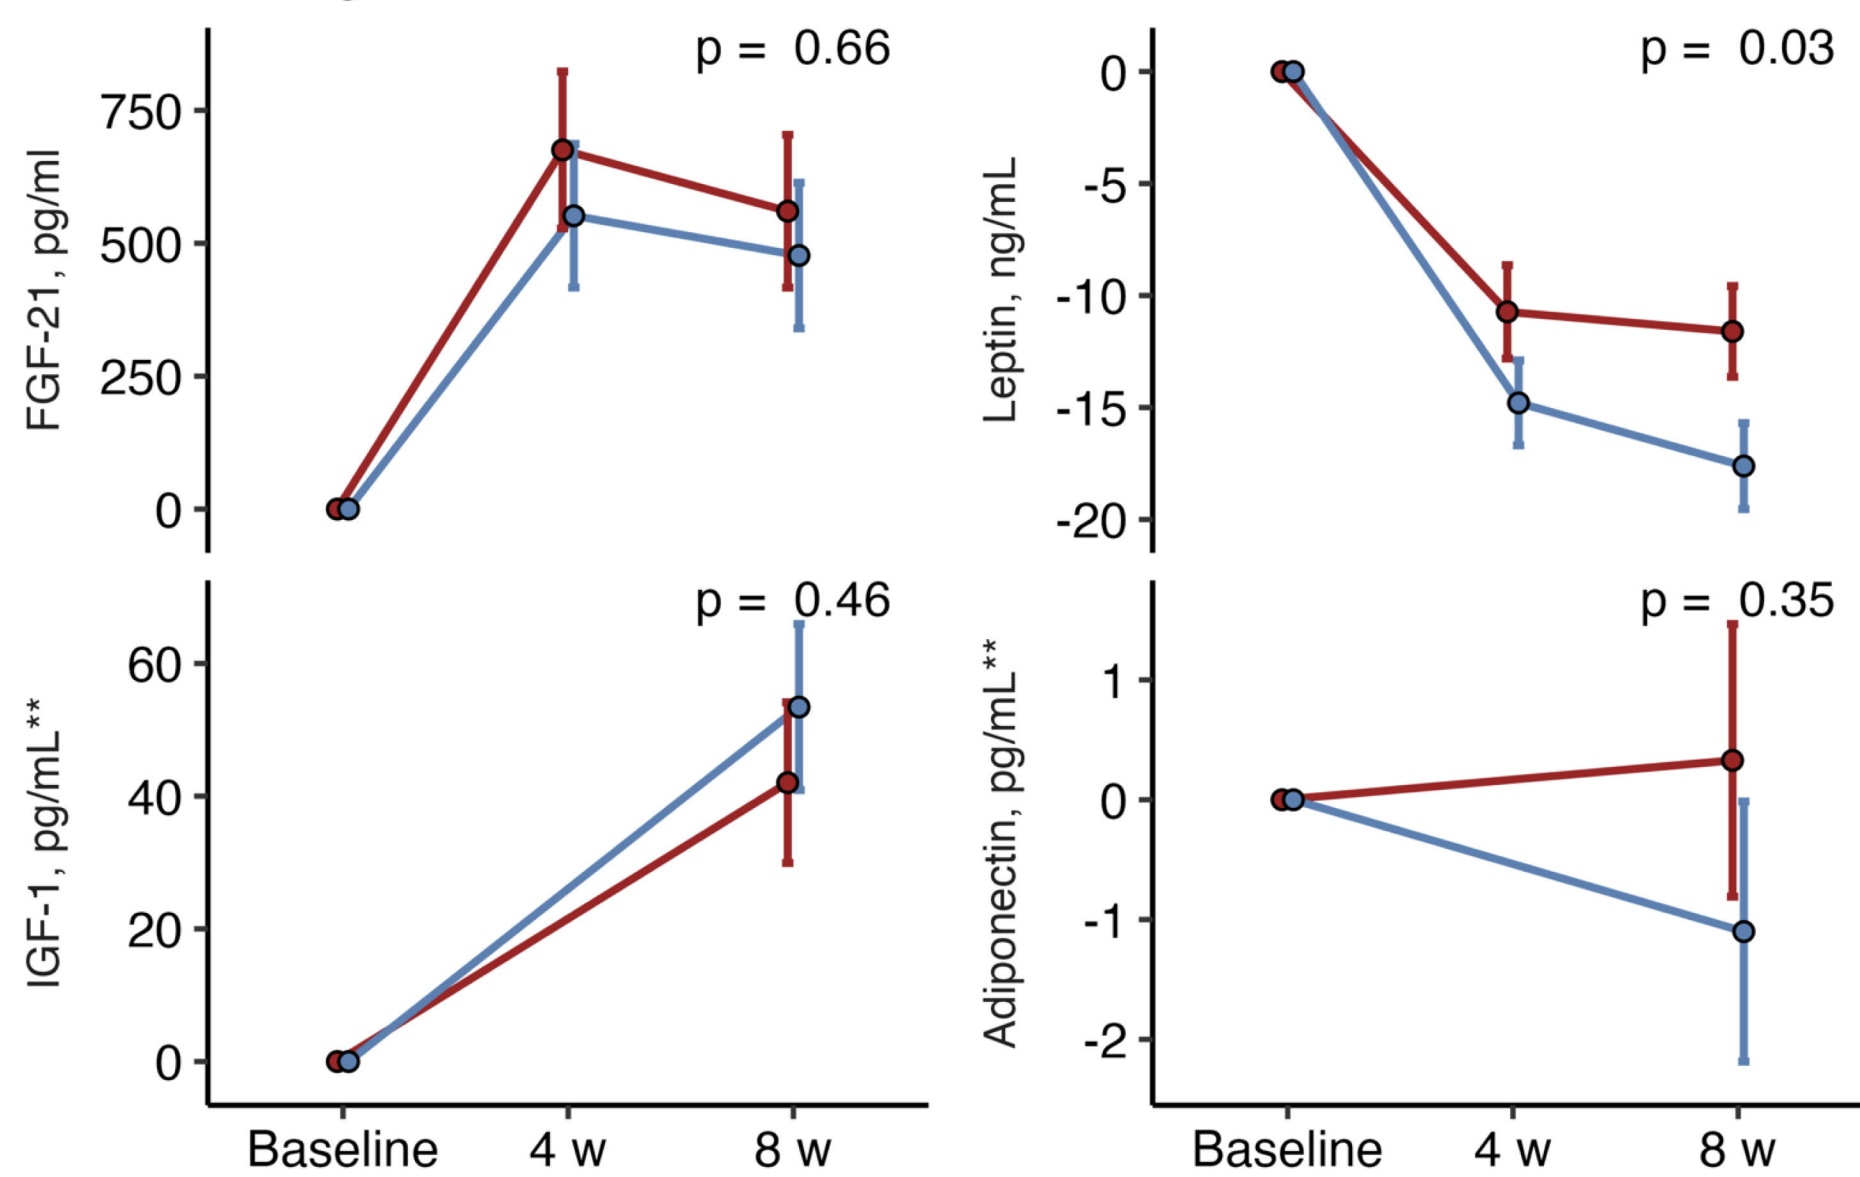 p = 0.66
FGF-21, pg/ml
750
500
250
0
p = 0.03
Leptin, ng/mL
0
-5
-10
-15
-20
p = 0.46
IGF-1, pg/mL**
60
40
20
0
Baseline 4 w 8 w
p = 0.35
Adiponectin, pg/mL**
1
0
-1
-2
Baseline 4 w 8 w